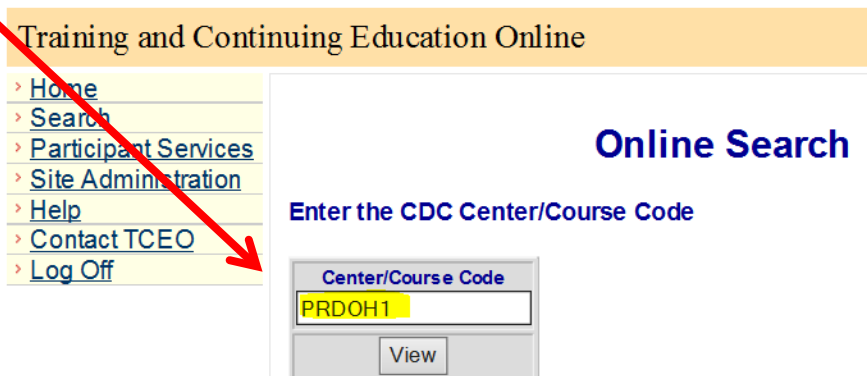 Training and Continuing Education Online
Home
Search
Participant Services
Site Administration
Help
Contact TCEO
Log Off
Online Search
Enter the CDC Center/Course Code
Center/Course Code
PRDOH1
View